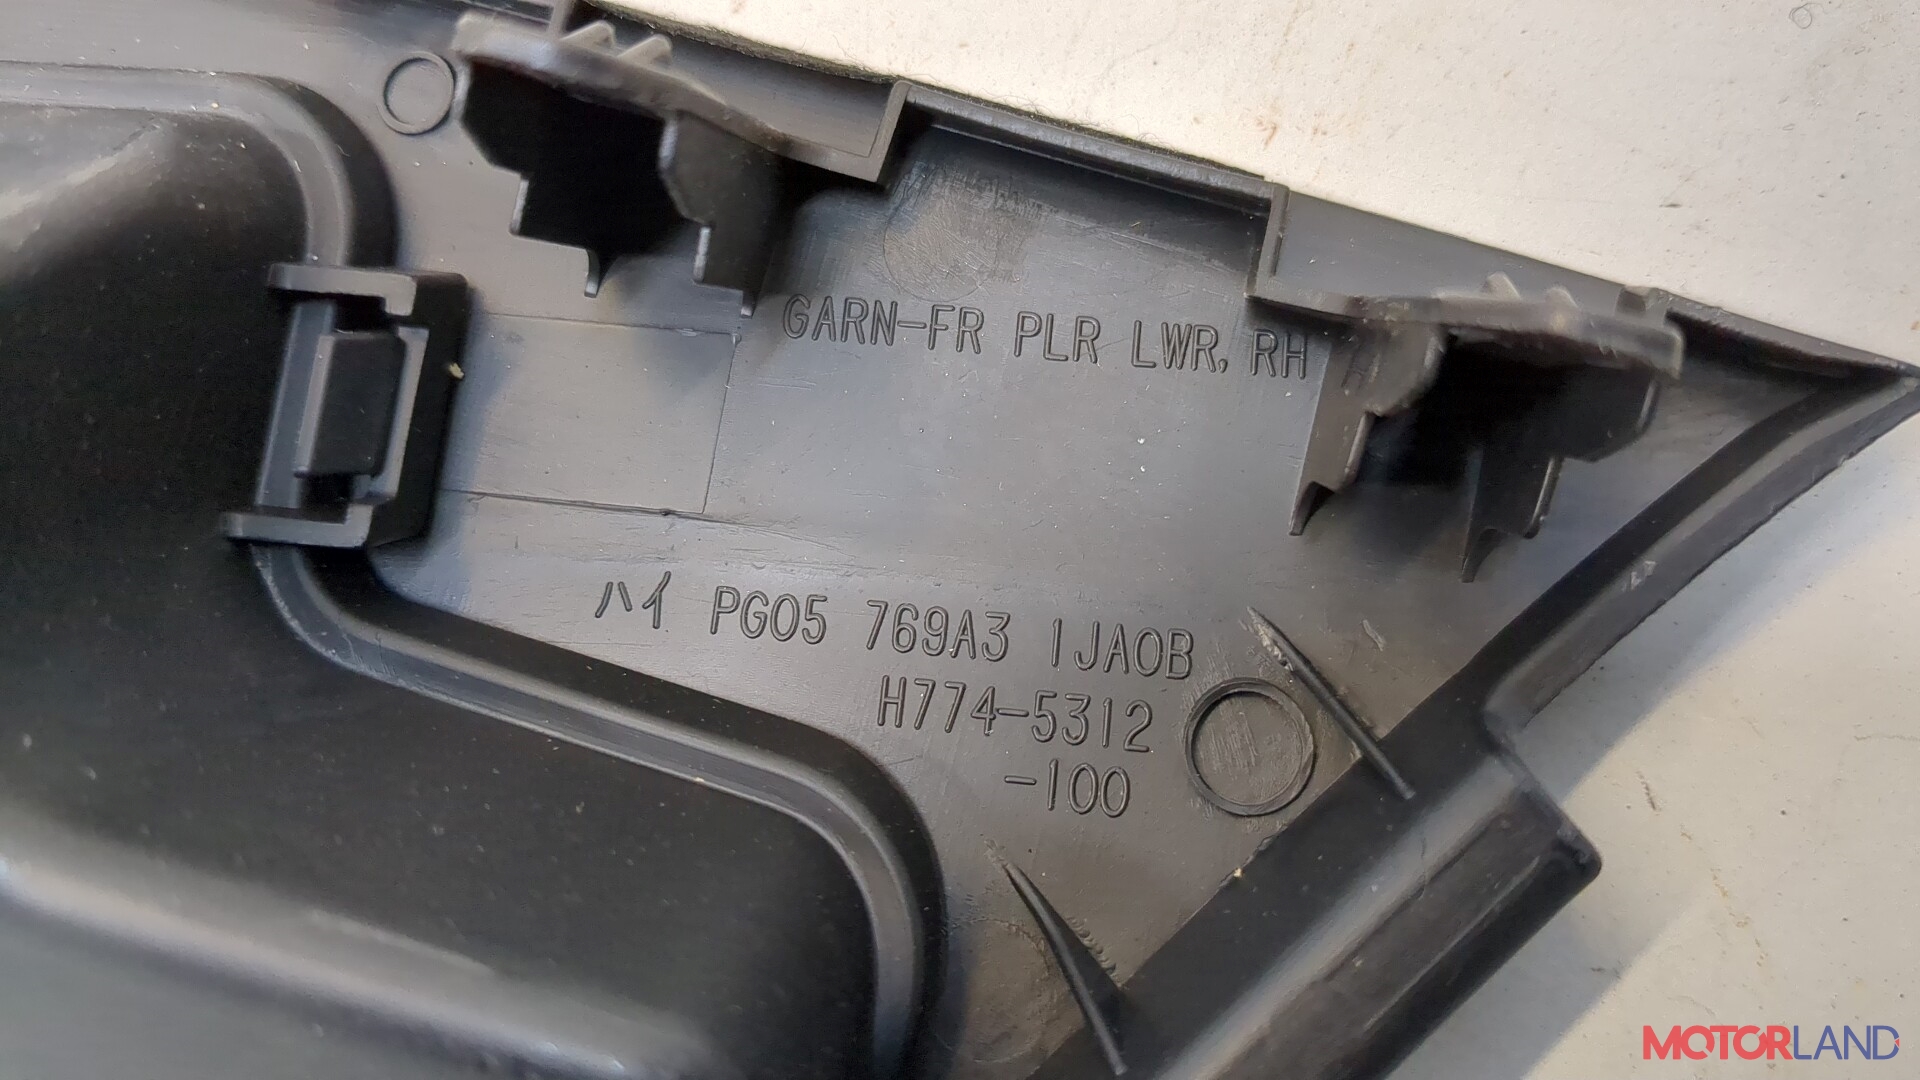 GARN-FR PLR LWR, RH
ハイ PG05 769A3 1JA0B
H774-5312
-100
MOTORLAND